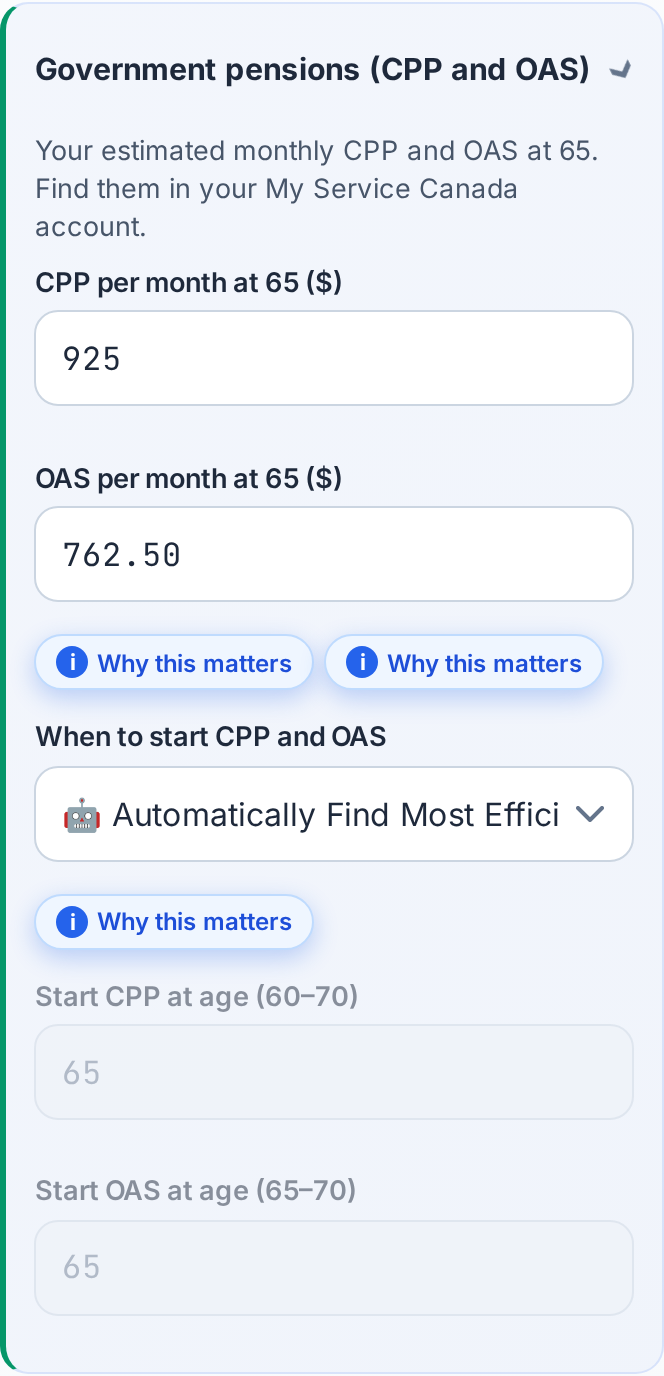 Government pensions (CPP and OAS)
Your estimated monthly CPP and OAS at 65.
Find them in your My Service Canada
account.
CPP per month at 65 ($)
925
OAS per month at 65 ($)
762.50
i Why this matters i Why this matters
When to start CPP and OAS
🤖 Automatically Find Most Effici
i Why this matters
Start CPP at age (60–70)
65
Start OAS at age (65–70)
65